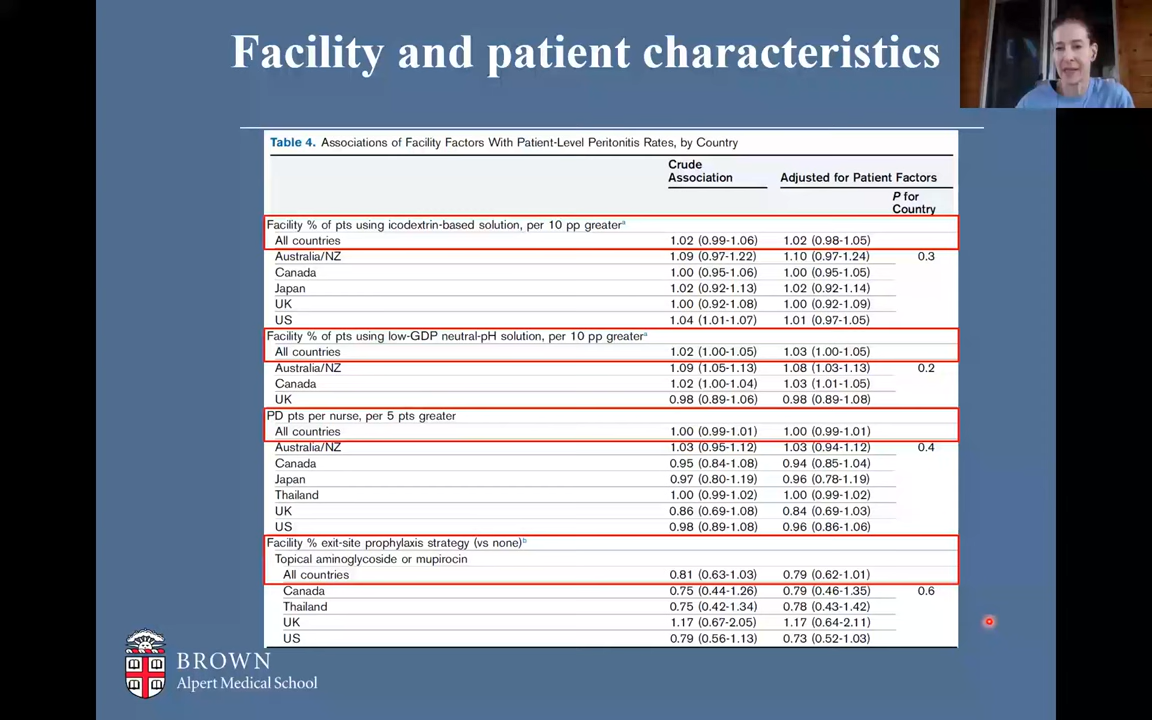 Facility and patient characteristics
Table 4. Associations of Facility Factors With Patient-Level Peritonitis Rates, by Country
Crude Association Adjusted for Patient Factors
P for Country
Facility % of pts using icodextrin-based solution, per 10 pp greaterᵃ
All countries 1.02 (0.99-1.06) 1.02 (0.98-1.05)
Australia/NZ 1.09 (0.97-1.22) 1.10 (0.97-1.24) 0.3
Canada 1.00 (0.95-1.06) 1.00 (0.95-1.05)
Japan 1.02 (0.92-1.13) 1.02 (0.92-1.14)
UK 1.00 (0.92-1.08) 1.00 (0.92-1.09)
US 1.04 (1.01-1.07) 1.01 (0.97-1.05)
Facility % of pts using low-GDP neutral-pH solution, per 10 pp greaterᵃ
All countries 1.02 (1.00-1.05) 1.03 (1.00-1.05)
Australia/NZ 1.09 (1.05-1.13) 1.08 (1.03-1.13) 0.2
Canada 1.02 (1.00-1.04) 1.03 (1.01-1.05)
UK 0.98 (0.89-1.06) 0.98 (0.89-1.08)
PD pts per nurse, per 5 pts greater
All countries 1.00 (0.99-1.01) 1.00 (0.99-1.01)
Australia/NZ 1.03 (0.95-1.12) 1.03 (0.94-1.12) 0.4
Canada 0.95 (0.84-1.08) 0.94 (0.85-1.04)
Japan 0.97 (0.80-1.19) 0.96 (0.78-1.19)
Thailand 1.00 (0.99-1.02) 1.00 (0.99-1.02)
UK 0.86 (0.69-1.08) 0.84 (0.69-1.03)
US 0.98 (0.89-1.08) 0.96 (0.86-1.06)
Facility % exit-site prophylaxis strategy (vs none)ᵇ
Topical aminoglycoside or mupirocin
All countries 0.81 (0.63-1.03) 0.79 (0.62-1.01)
Canada 0.75 (0.44-1.26) 0.79 (0.46-1.35) 0.6
Thailand 0.75 (0.42-1.34) 0.78 (0.43-1.42)
UK 1.17 (0.67-2.05) 1.17 (0.64-2.11)
US 0.79 (0.56-1.13) 0.73 (0.52-1.03)
BROWN
Alpert Medical School